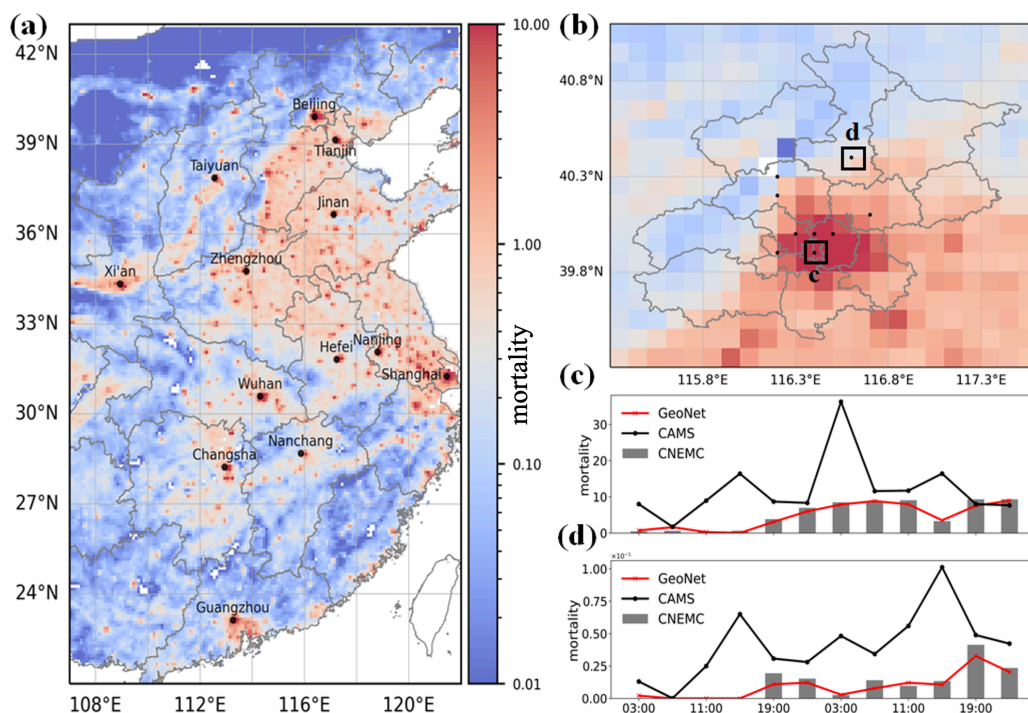 (a)
42°N
39°N
36°N
33°N
30°N
27°N
24°N
108°E
112°E
116°E
120°E
Beijing
Tianjin
Taiyuan
Jinan
Zhengzhou
Xi'an
Hefei
Nanjing
Shanghai
Wuhan
Nanchang
Changsha
Guangzhou
10.00
1.00
0.10
0.01
mortality
(b)
40.8°N
40.3°N
39.8°N
115.8°E
116.3°E
116.8°E
117.3°E
d
c
(c)
mortality
30
20
10
0
GeoNet
CAMS
CNEMC
(d)
×10⁻¹
mortality
1.00
0.75
0.50
0.25
0.00
GeoNet
CAMS
CNEMC
03:00
11:00
19:00
03:00
11:00
19:00